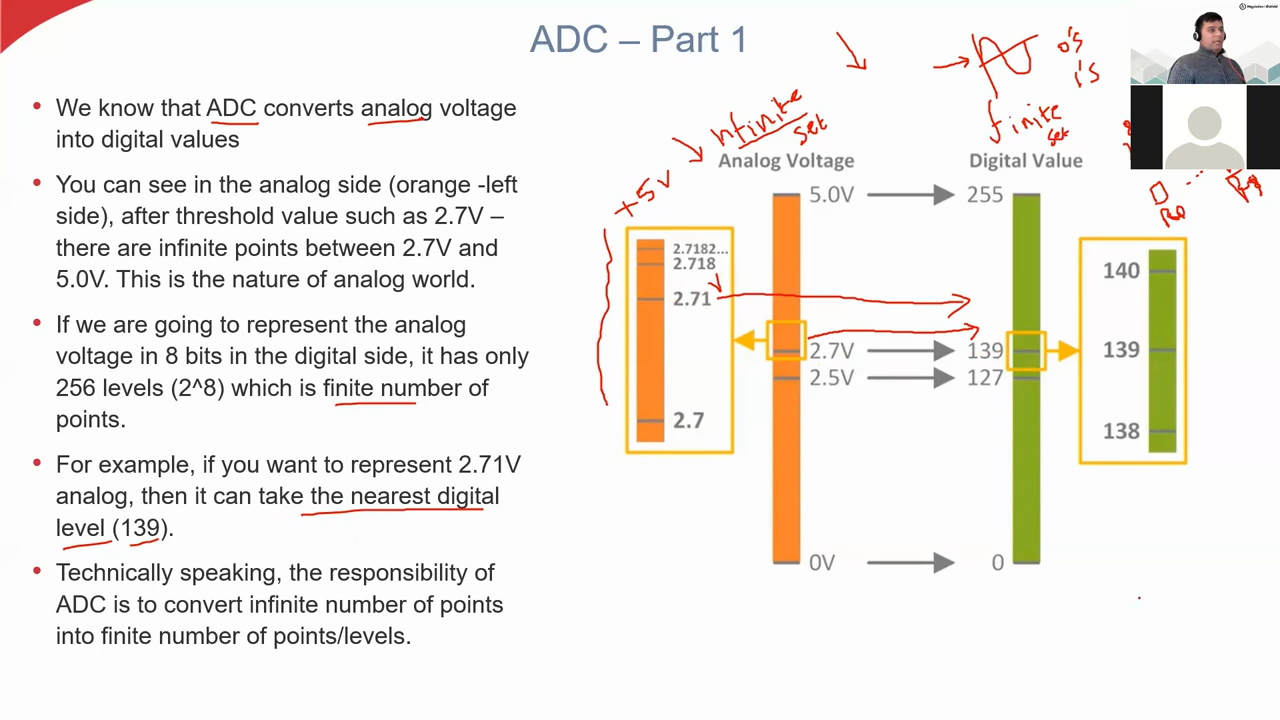 ADC – Part 1
• We know that ADC converts analog voltage
into digital values
• You can see in the analog side (orange -left
side), after threshold value such as 2.7V –
there are infinite points between 2.7V and
5.0V. This is the nature of analog world.
• If we are going to represent the analog
voltage in 8 bits in the digital side, it has only
256 levels (2^8) which is finite number of
points.
• For example, if you want to represent 2.71V
analog, then it can take the nearest digital
level (139).
• Technically speaking, the responsibility of
ADC is to convert infinite number of points
into finite number of points/levels.
0's
1's
Infinite
set
finite
set
+5V
Analog Voltage
Digital Value
5.0V
255
2.7V
139
2.5V
127
0V
0
2.7182...
2.718
2.71
V
2.7
140
139
138